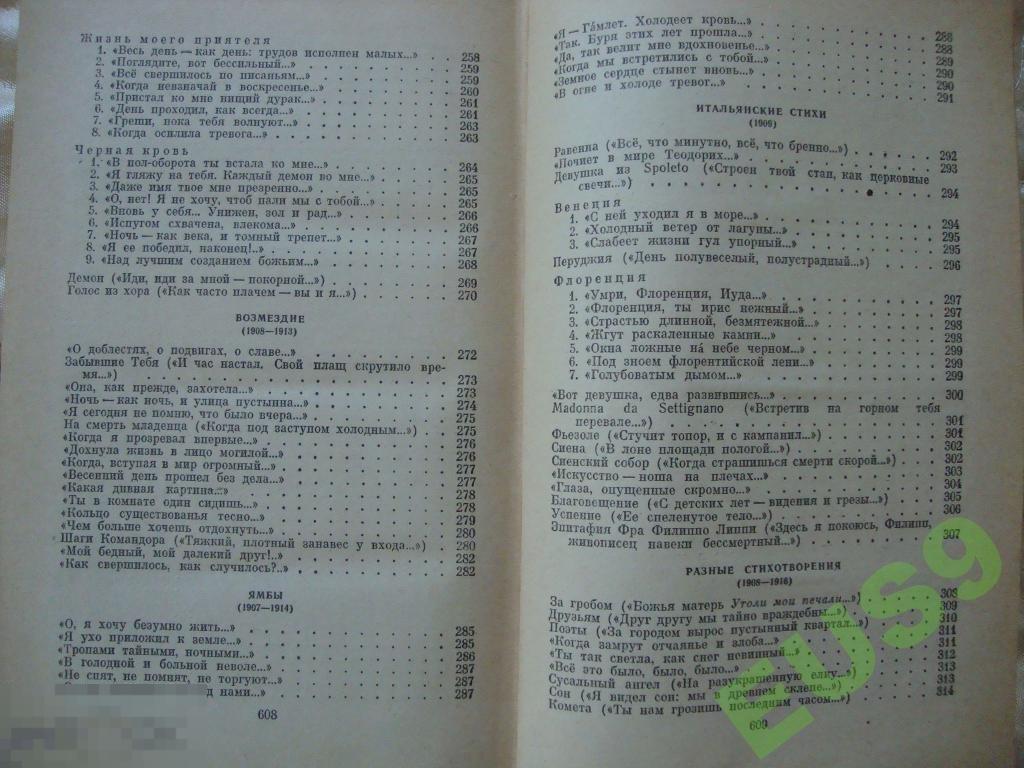 Жизнь моего приятеля
1. «Весь день — как день: трудов исполнен малых...» . . 258
2. «Поглядите, вот бессильный...» . . . . . . . . 259
3. «Всё свершилось по писаньям...» . . . . . . . 259
4. «Когда невзначай в воскресенье...» . . . . . . 260
5. «Пристал ко мне нищий дурак...» . . . . . . . 261
6. «День проходил, как всегда...» . . . . . . . . 261
7. «Греши, пока тебя волнуют...» . . . . . . . . 263
8. «Когда осилила тревога...» . . . . . . . . . . 263
Черная кровь
1. «В пол-оборота ты встала ко мне...» . . . . . . 264
2. «Я гляжу на тебя. Каждый демон во мне...» . . . 265
3. «Даже имя твое мне презренно...» . . . . . . . 265
4. «О, нет! Я не хочу, чтоб пали мы с тобой...» . . . 265
5. «Вновь у себя... Унижен, зол и рад...» . . . . . 266
6. «Испугом схвачена, влекома...» . . . . . . . . 266
7. «Ночь — как века, и томный трепет...» . . . . . 267
8. «Я ее победил, наконец!..» . . . . . . . . . . 267
9. «Над лучшим созданием божьим...» . . . . . . 268
Демон («Иди, иди за мной — покорной...») . . . . . . 269
Голос из хора («Как часто плачем — вы и я...») . . . . 270
ВОЗМЕЗДИЕ
(1908—1913)
«О доблестях, о подвигах, о славе...» . . . . . . . 272
Забывшие Тебя («И час настал. Свой плащ скрутило вре-
мя...») . . . . . . . . . . . . . . . . 273
«Она, как прежде, захотела...» . . . . . . . . . . 273
«Ночь — как ночь, и улица пустынна...» . . . . . . . 274
«Я сегодня не помню, что было вчера...» . . . . . . 275
На смерть младенца («Когда под заступом холодным...») . . 275
«Когда я прозревал впервые...» . . . . . . . . . . 276
«Дохнула жизнь в лицо могилой...» . . . . . . . . 276
«Когда, вступая в мир огромный...» . . . . . . . . 277
«Весенний день прошел без дела...» . . . . . . . . 277
«Какая дивная картина...» . . . . . . . . . . . . 278
«Ты в комнате один сидишь...» . . . . . . . . . . 278
«Кольцо существованья тесно...» . . . . . . . . . 279
«Чем больше хочешь отдохнуть...» . . . . . . . . . 280
Шаги Командора («Тяжкий, плотный занавес у входа...») . 280
«Мой бедный, мой далекий друг!..» . . . . . . . . . 282
«Как свершилось, как случилось?..» . . . . . . . . 282
ЯМБЫ
(1907—1914)
«О, я хочу безумно жить...» . . . . . . . . . . . 285
«Я ухо приложил к земле...» . . . . . . . . . . . 285
«Тропами тайными, ночными...» . . . . . . . . . . 286
«В голодной и больной неволе...» . . . . . . . . . 287
«Не спят, не помнят, не торгуют...» . . . . . . . . 287
нами...» . . . . . . . . . . 287
608
«Я — Гамлет. Холодеет кровь...» . . . . . . . . . . 288
«Так. Буря этих лет прошла...» . . . . . . . . . . 288
«Да, так велит мне вдохновенье...» . . . . . . . . 289
«Когда мы встретились с тобой...» . . . . . . . . . 290
«Земное сердце стынет вновь...» . . . . . . . . . . 290
«В огне и холоде тревог...» . . . . . . . . . . . 291
ИТАЛЬЯНСКИЕ СТИХИ
(1909)
Равенна («Всё, что минутно, всё, что бренно...») . . . . 292
«Почиет в мире Теодорих...» . . . . . . . . . . . 293
Девушка из Spoleto («Строен твой стан, как церковные
свечи...») . . . . . . . . . . . . . . . 294
Венеция
1. «С ней уходил я в море...» . . . . . . . . . . 294
2. «Холодный ветер от лагуны...» . . . . . . . . 295
3. «Слабеет жизни гул упорный...» . . . . . . . 295
Перуджия («День полувеселый, полустрадный...») . . . . 296
Флоренция
1. «Умри, Флоренция, Иуда...» . . . . . . . . . 297
2. «Флоренция, ты ирис нежный...» . . . . . . . 297
3. «Страстью длинной, безмятежной...» . . . . . . 298
4. «Жгут раскаленные камни...» . . . . . . . . . 298
5. «Окна ложные на небе черном...» . . . . . . . 299
6. «Под зноем флорентийской лени...» . . . . . . 299
7. «Голубоватым дымом...» . . . . . . . . . . . 299
«Вот девушка, едва развившись...» . . . . . . . . . 300
Madonna da Settignano («Встретив на горном тебя
перевале...») . . . . . . . . . . . . . . 301
Фьезоле («Стучит топор, и с кампанил...») . . . . . . 301
Сиена («В лоне площади пологой...») . . . . . . . . 302
Сиенский собор («Когда страшишься смерти скорой...») . . 302
«Искусство — ноша на плечах...» . . . . . . . . . . 303
«Глаза, опущенные скромно...» . . . . . . . . . . 304
Благовещение («С детских лет — видения и грезы...») . . . 305
Успение («Ее спеленутое тело...») . . . . . . . . . 306
Эпитафия Фра Филиппо Липпи («Здесь я покоюсь, Филипп,
живописец навеки бессмертный...») . . . . . . . 307
РАЗНЫЕ СТИХОТВОРЕНИЯ
(1908—1916)
За гробом («Божья матерь Утоли мои печали...») . . . . 308
Друзьям («Друг другу мы тайно враждебны...») . . . . 309
Поэты («За городом вырос пустынный квартал...») . . . 310
«Когда замрут отчаянье и злоба...» . . . . . . . . 311
«Ты так светла, как снег невинный...» . . . . . . . 311
«Всё это было, было, было...» . . . . . . . . . . 312
Сусальный ангел («На разукрашенную елку...») . . . . 313
Сон («Я видел сон: мы в древнем склепе...») . . . . . 313
Комета («Ты нам грозишь последним часом...») . . . . 314
609
EUS9